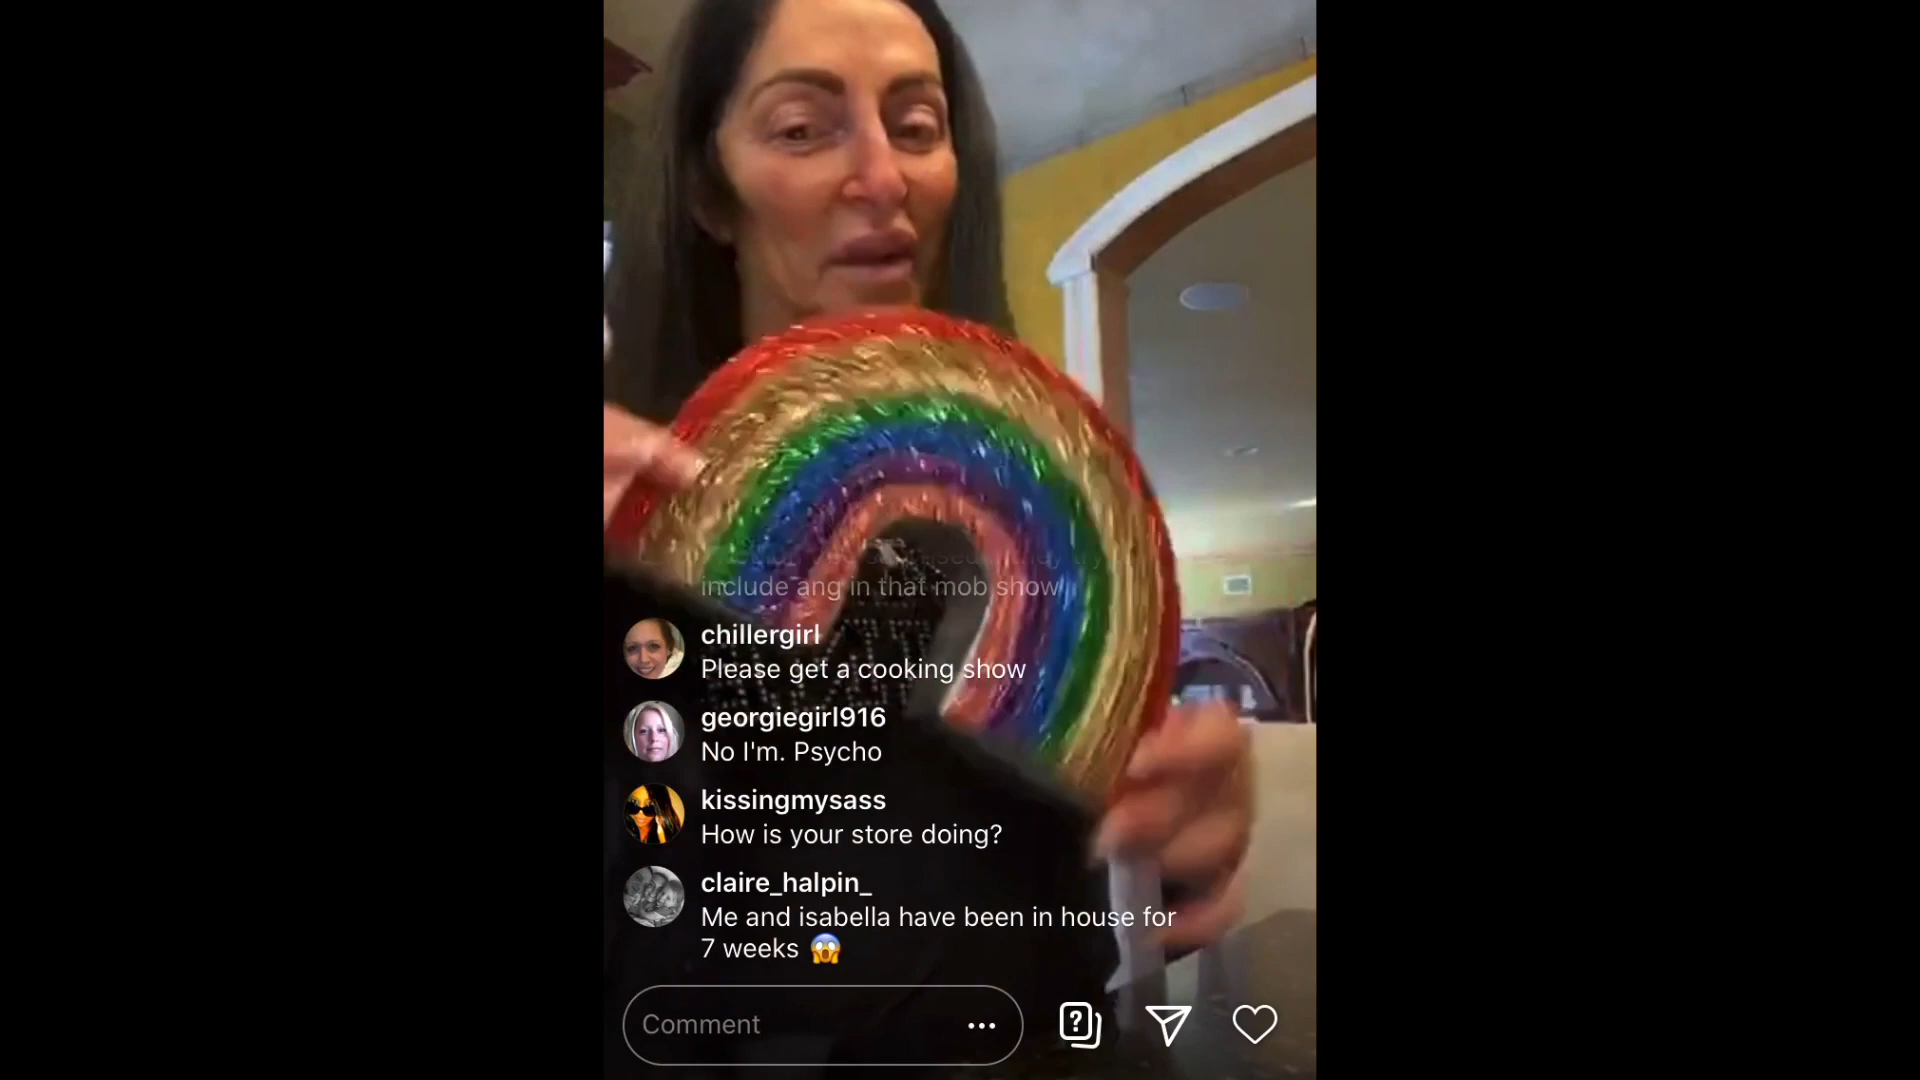 include ang in that mob show
chillergirl
Please get a cooking show
georgiegirl916
No I'm. Psycho
kissingmysass
How is your store doing?
claire_halpin_
Me and isabella have been in house for
7 weeks 😱
Comment